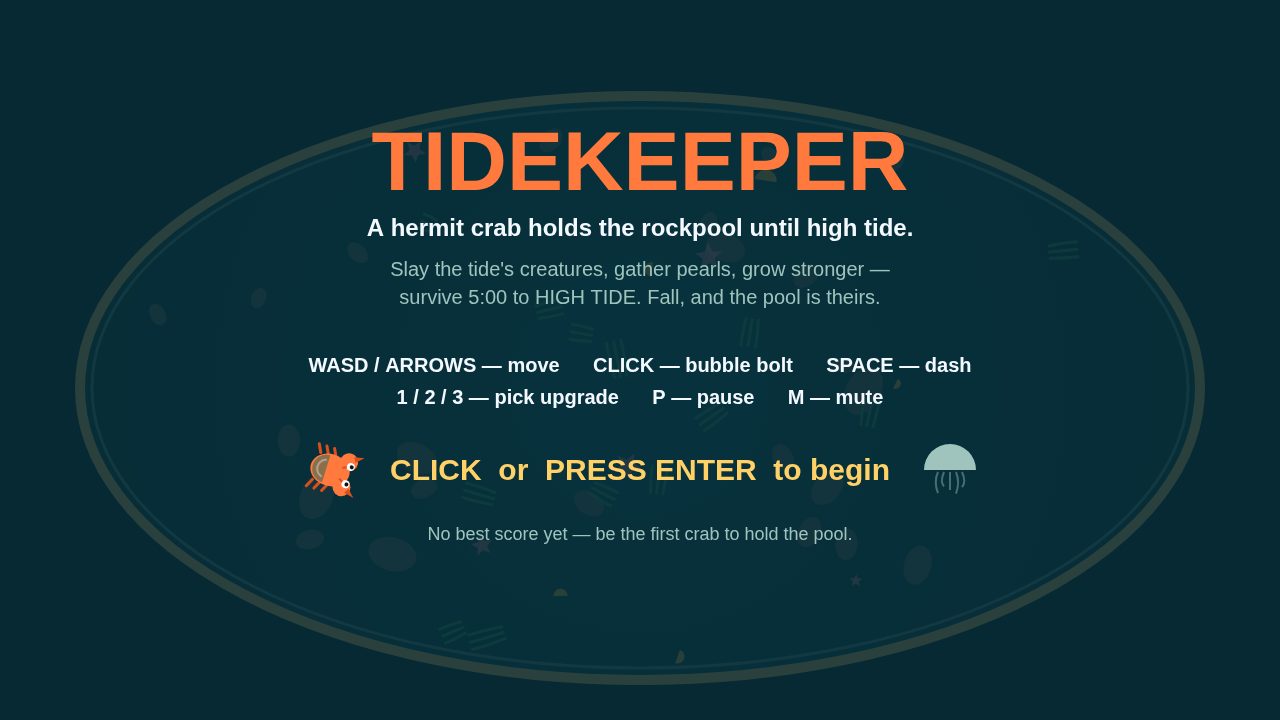 TIDEKEEPER
A hermit crab holds the rockpool until high tide.
Slay the tide's creatures, gather pearls, grow stronger —
survive 5:00 to HIGH TIDE. Fall, and the pool is theirs.
WASD / ARROWS — move CLICK — bubble bolt SPACE — dash
1 / 2 / 3 — pick upgrade P — pause M — mute
CLICK or PRESS ENTER to begin
No best score yet — be the first crab to hold the pool.